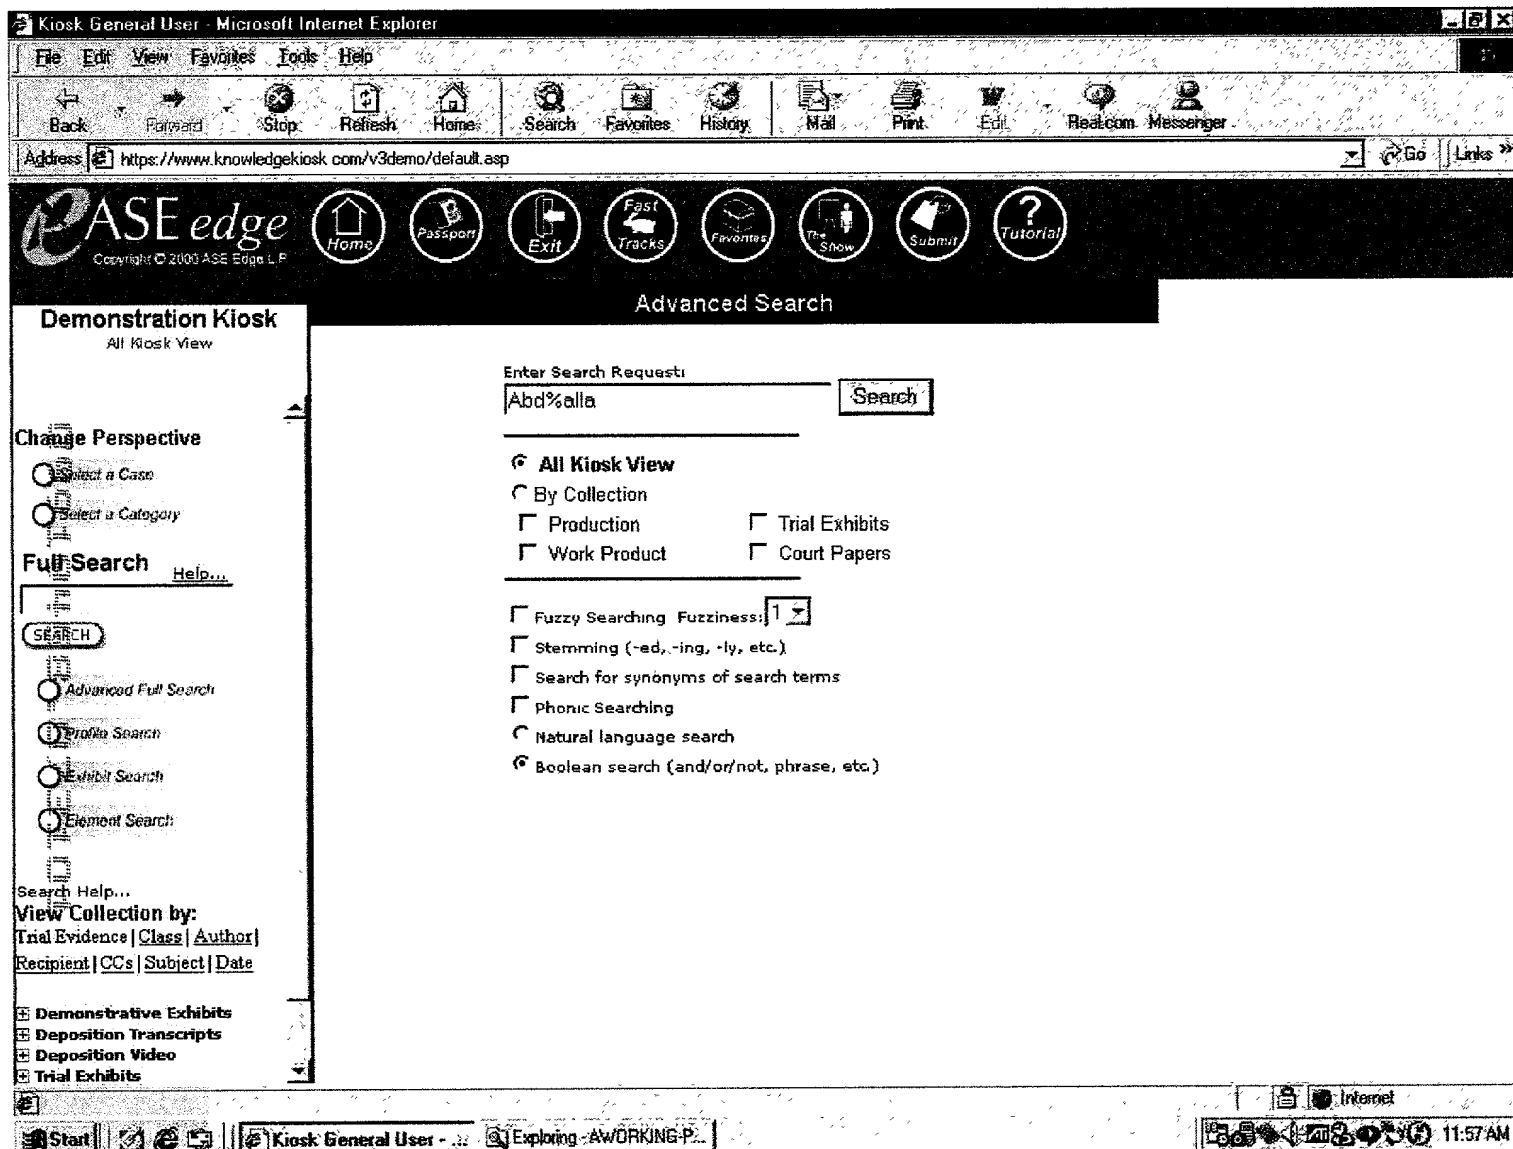 Kiosk General User - Microsoft Internet Explorer
File Edit View Favorites Tools Help
Back Forward Stop Refresh Home Search Favorites History Mail Print Edit Real.com Messenger
Address https://www.knowledgekiosk.com/v3demo/default.asp Go Links »
eASE edge
Copyright © 2000 ASE Edge L.P.
Home Passport Exit Fast Tracks Favorites The Show Submit ? Tutorial
Advanced Search
Demonstration Kiosk
All Kiosk View
Change Perspective
Select a Case
Select a Category
Full Search Help...
SEARCH
Advanced Full Search
Profile Search
Exhibit Search
Element Search
Search Help...
View Collection by:
Trial Evidence | Class | Author |
Recipient | CCs | Subject | Date
Demonstrative Exhibits
Deposition Transcripts
Deposition Video
Trial Exhibits
Enter Search Request:
Abd%alla Search
All Kiosk View
By Collection
Production Trial Exhibits
Work Product Court Papers
Fuzzy Searching Fuzziness: 1
Stemming (-ed, -ing, -ly, etc.)
Search for synonyms of search terms
Phonic Searching
Natural language search
Boolean search (and/or/not, phrase, etc.)
Internet
Start Kiosk General User - ... Exploring - AWORKING-P... 11:57 AM